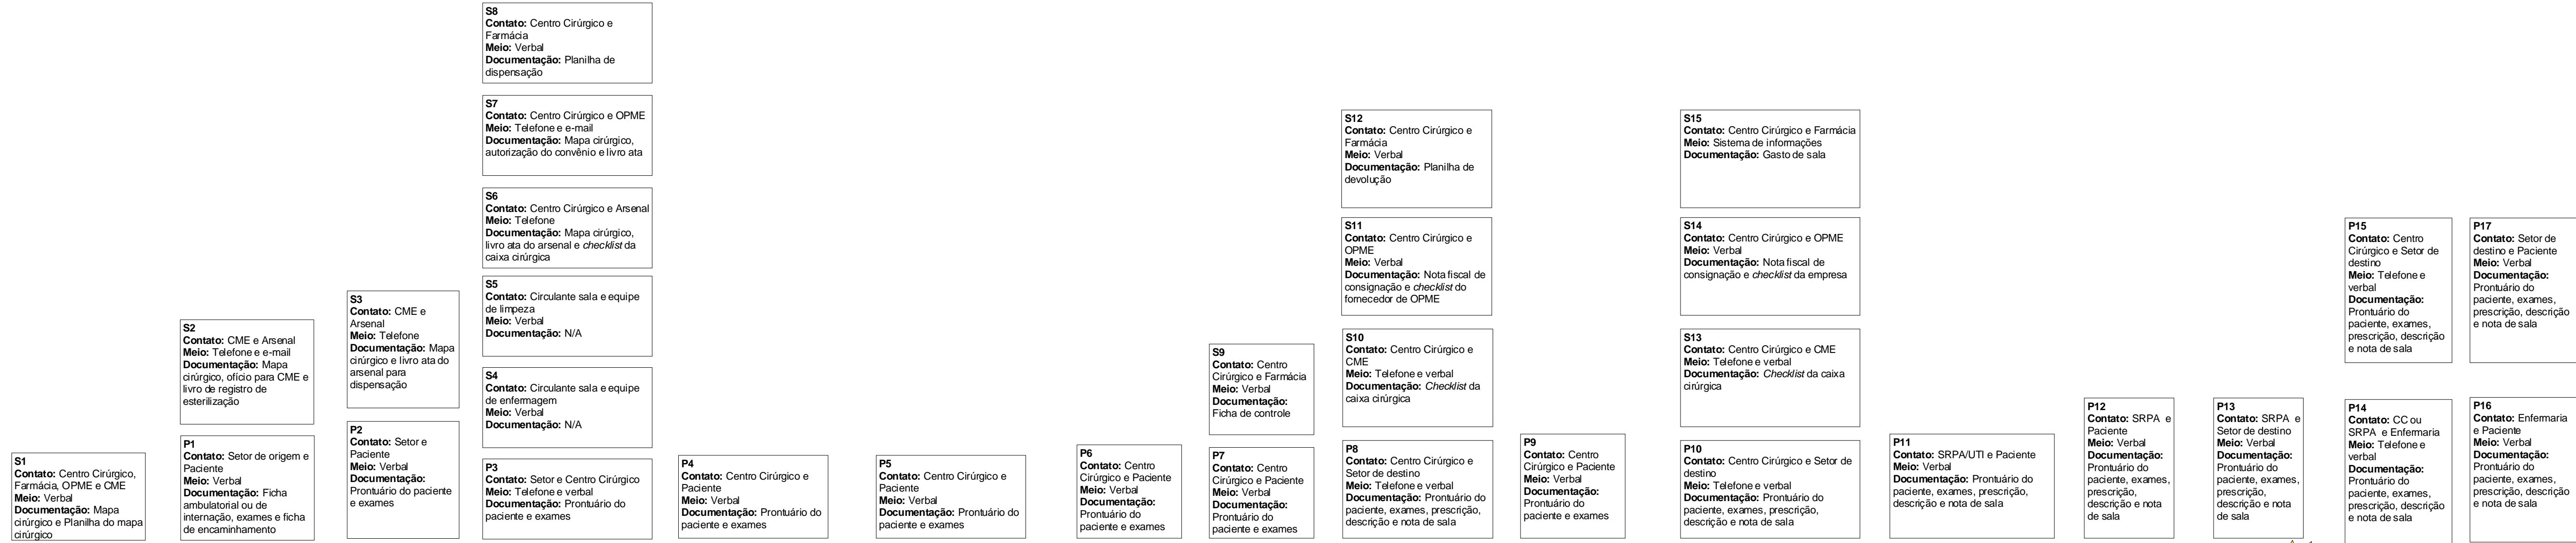 S8
Contato: Centro Cirúrgico e
Farmácia
Meio: Verbal
Documentação: Planilha de
dispensação
S7
Contato: Centro Cirúrgico e OPME
Meio: Telefone e e-mail
Documentação: Mapa cirúrgico,
autorização do convênio e livro ata
S6
Contato: Centro Cirúrgico e Arsenal
Meio: Telefone
Documentação: Mapa cirúrgico,
livro ata do arsenal e checklist da
caixa cirúrgica
S5
Contato: Circulante sala e equipe
de limpeza
Meio: Verbal
Documentação: N/A
S4
Contato: Circulante sala e equipe
de enfermagem
Meio: Verbal
Documentação: N/A
P3
Contato: Setor e Centro Cirúrgico
Meio: Telefone e verbal
Documentação: Prontuário do
paciente e exames
S1
Contato: Centro Cirúrgico,
Farmácia, OPME e CME
Meio: Verbal
Documentação: Mapa
cirúrgico e Planilha do mapa
cirúrgico
S2
Contato: CME e Arsenal
Meio: Telefone e e-mail
Documentação: Mapa
cirúrgico, ofício para CME e
livro de registro de
esterilização
P1
Contato: Setor de origem e
Paciente
Meio: Verbal
Documentação: Ficha
ambulatorial ou de
internação, exames e ficha
de encaminhamento
S3
Contato: CME e
Arsenal
Meio: Telefone
Documentação: Mapa
cirúrgico e livro ata do
arsenal para
dispensação
P2
Contato: Setor e
Paciente
Meio: Verbal
Documentação:
Prontuário do paciente
e exames
P4
Contato: Centro Cirúrgico e
Paciente
Meio: Verbal
Documentação: Prontuário do
paciente e exames
P5
Contato: Centro Cirúrgico e
Paciente
Meio: Verbal
Documentação: Prontuário do
paciente e exames
P6
Contato: Centro
Cirúrgico e Paciente
Meio: Verbal
Documentação:
Prontuário do
paciente e exames
S9
Contato: Centro
Cirúrgico e Farmácia
Meio: Verbal
Documentação:
Ficha de controle
P7
Contato: Centro
Cirúrgico e Paciente
Meio: Verbal
Documentação:
Prontuário do
paciente e exames
S12
Contato: Centro Cirúrgico e
Farmácia
Meio: Verbal
Documentação: Planilha de
devolução
S11
Contato: Centro Cirúrgico e
OPME
Meio: Verbal
Documentação: Nota fiscal de
consignação e checklist do
fornecedor de OPME
S10
Contato: Centro Cirúrgico e
CME
Meio: Telefone e verbal
Documentação: Checklist da
caixa cirúrgica
P8
Contato: Centro Cirúrgico e
Setor de destino
Meio: Telefone e verbal
Documentação: Prontuário do
paciente, exames, prescrição,
descrição e nota de sala
P9
Contato: Centro
Cirúrgico e Paciente
Meio: Verbal
Documentação:
Prontuário do
paciente e exames
S15
Contato: Centro Cirúrgico e Farmácia
Meio: Sistema de informações
Documentação: Gasto de sala
S14
Contato: Centro Cirúrgico e OPME
Meio: Verbal
Documentação: Nota fiscal de
consignação e checklist da empresa
S13
Contato: Centro Cirúrgico e CME
Meio: Telefone e verbal
Documentação: Checklist da caixa
cirúrgica
P10
Contato: Centro Cirúrgico e Setor de
destino
Meio: Telefone e verbal
Documentação: Prontuário do
paciente, exames, prescrição,
descrição e nota de sala
P11
Contato: SRPA/UTI e Paciente
Meio: Verbal
Documentação: Prontuário do
paciente, exames, prescrição,
descrição e nota de sala
P12
Contato: SRPA e
Paciente
Meio: Verbal
Documentação:
Prontuário do
paciente, exames,
prescrição,
descrição e nota
de sala
P13
Contato: SRPA e
Setor de destino
Meio: Verbal
Documentação:
Prontuário do
paciente, exames,
prescrição,
descrição e nota
de sala
P15
Contato: Centro
Cirúrgico e Setor de
destino
Meio: Telefone e
verbal
Documentação:
Prontuário do
paciente, exames,
prescrição, descrição
e nota de sala
P14
Contato: CC ou
SRPA e Enfermaria
Meio: Telefone e
verbal
Documentação:
Prontuário do
paciente, exames,
prescrição, descrição
e nota de sala
P17
Contato: Setor de
destino e Paciente
Meio: Verbal
Documentação:
Prontuário do
paciente, exames,
prescrição, descrição
e nota de sala
P16
Contato: Enfermaria
e Paciente
Meio: Verbal
Documentação:
Prontuário do
paciente, exames,
prescrição, descrição
e nota de sala